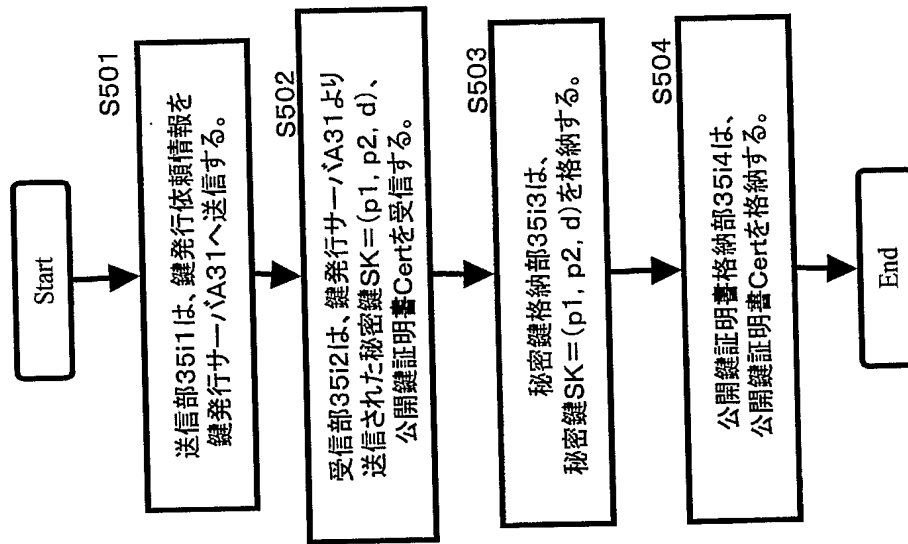 Start
S501
送信部35i1は、鍵発行依頼情報を
鍵発行サーバA31へ送信する。
S502
受信部35i2は、鍵発行サーバA31より
送信された秘密鍵SK=(p1, p2, d)、
公開鍵証明書Certを受信する。
S503
秘密鍵格納部35i3は、
秘密鍵SK=(p1, p2, d)を格納する。
S504
公開鍵証明書格納部35i4は、
公開鍵証明書Certを格納する。
End